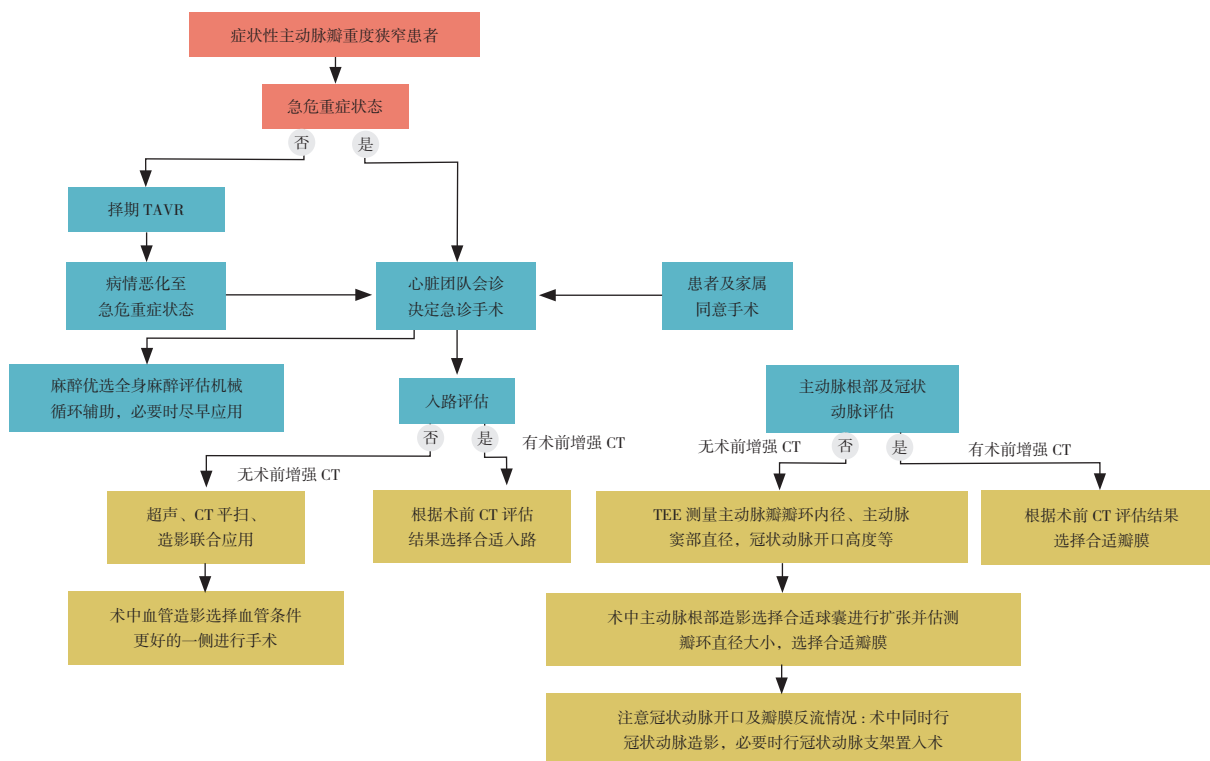 症状性主动脉瓣重度狭窄患者
急危重症状态
否
是
择期 TAVR
病情恶化至
急危重症状态
心脏团队会诊
决定急诊手术
患者及家属
同意手术
麻醉优选全身麻醉评估机械
循环辅助，必要时尽早应用
入路评估
主动脉根部及冠状
动脉评估
否
是
有术前增强 CT
无术前增强 CT
无术前增强 CT
否
是
有术前增强 CT
超声、CT 平扫、
造影联合应用
根据术前 CT 评估
结果选择合适入路
TEE 测量主动脉瓣瓣环内径、主动脉
窦部直径，冠状动脉开口高度等
根据术前 CT 评估结果
选择合适瓣膜
术中血管造影选择血管条件
更好的一侧进行手术
术中主动脉根部造影选择合适球囊进行扩张并估测
瓣环直径大小，选择合适瓣膜
注意冠状动脉开口及瓣膜反流情况：术中同时行
冠状动脉造影，必要时行冠状动脉支架置入术